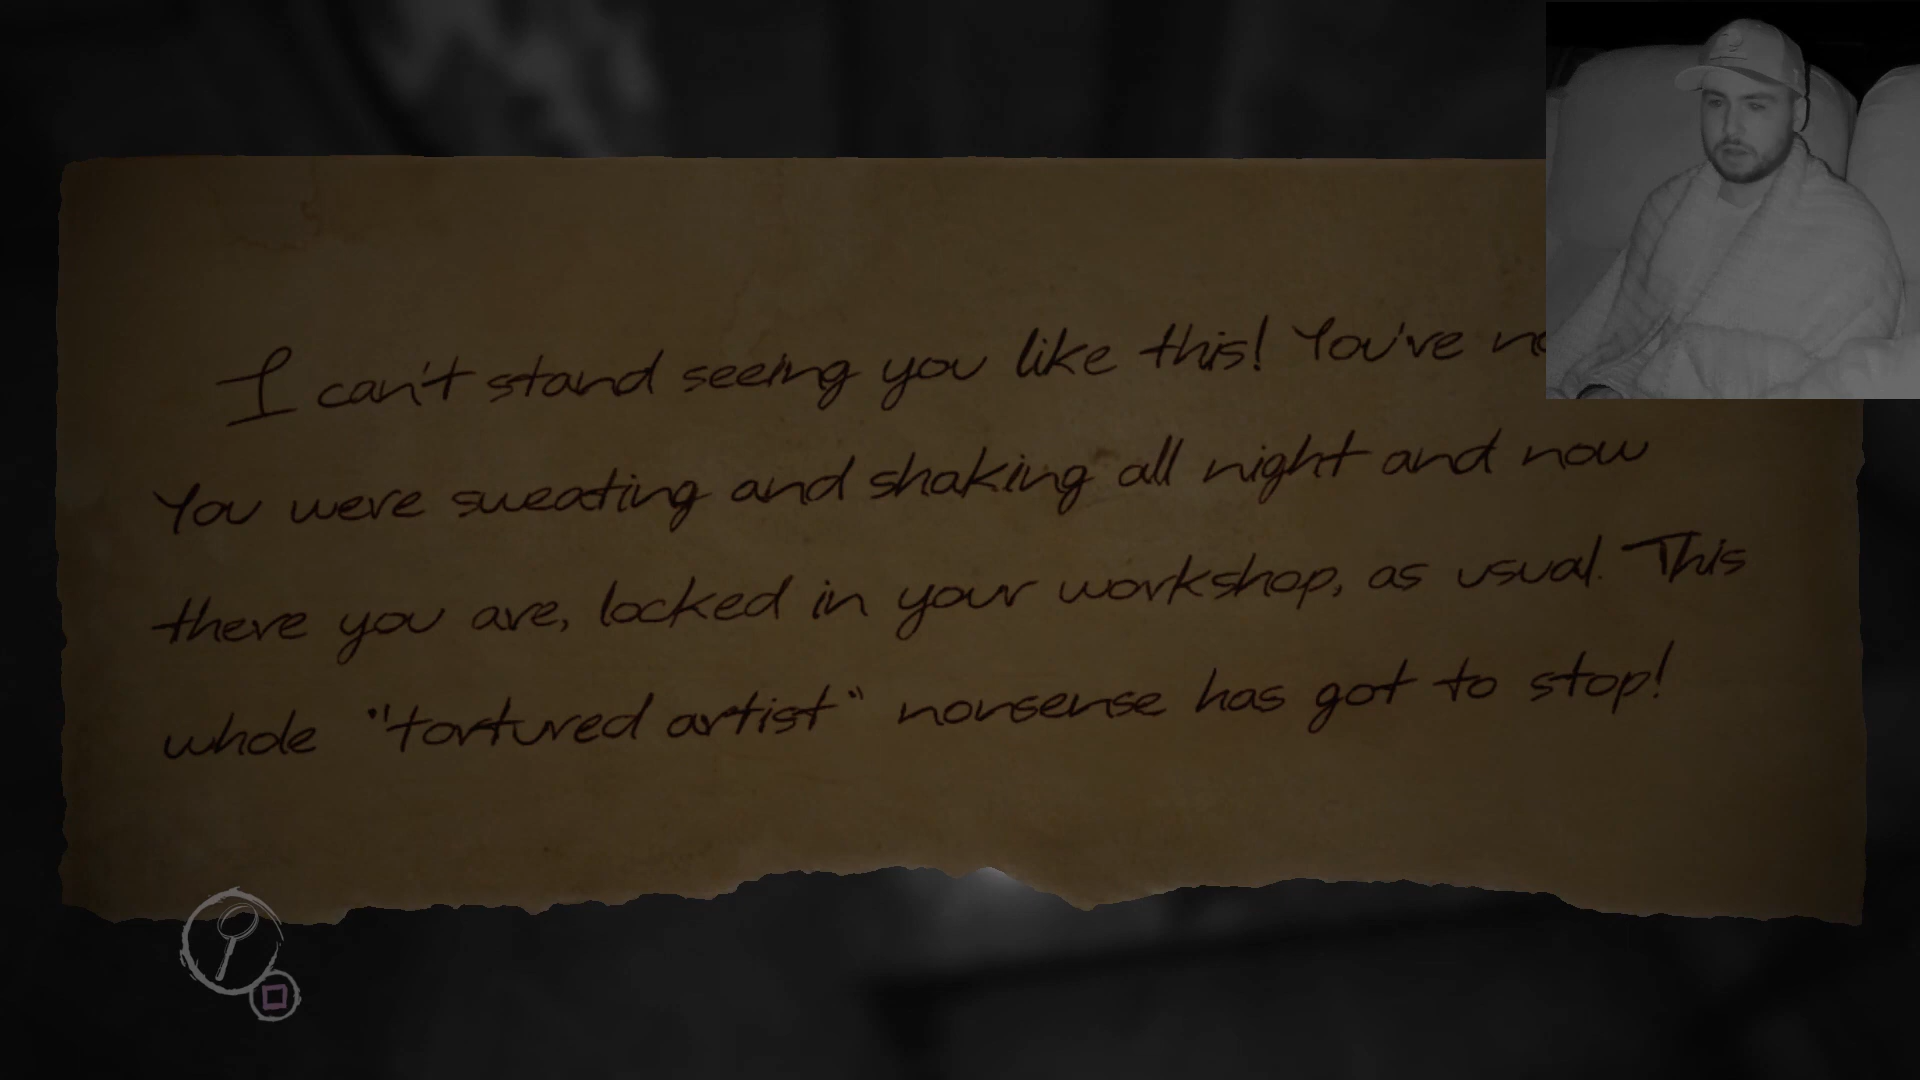 I can't stand seeing you like this! You've
You were sweating and shaking all night and now
there you are, locked in your workshop, as usual. This
whole "tortured artist" nonsense has got to stop!